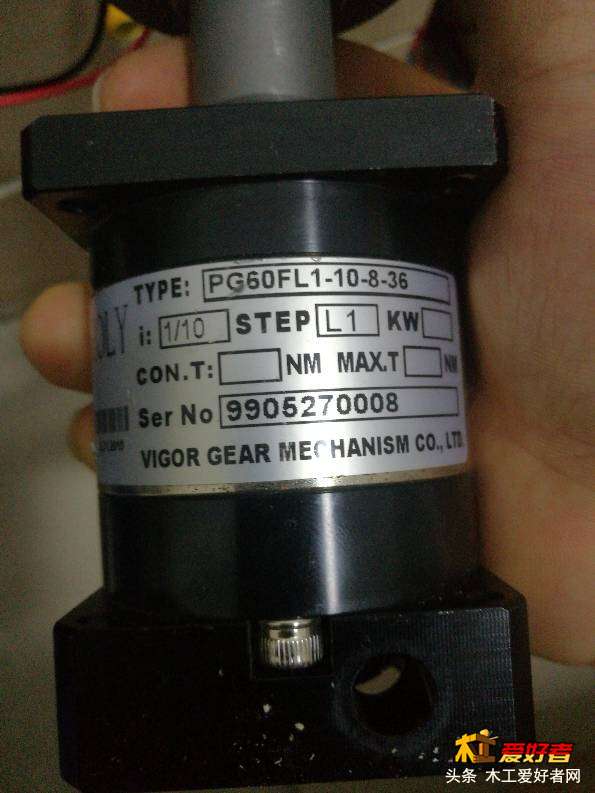 TYPE: PG60FL1-10-8-36
i: 1/10 STEP L1 KW
CON.T: NM MAX.T NM
Ser No 9905270008
VIGOR GEAR MECHANISM CO., LTD.
木工爱好者
头条 木工爱好者网